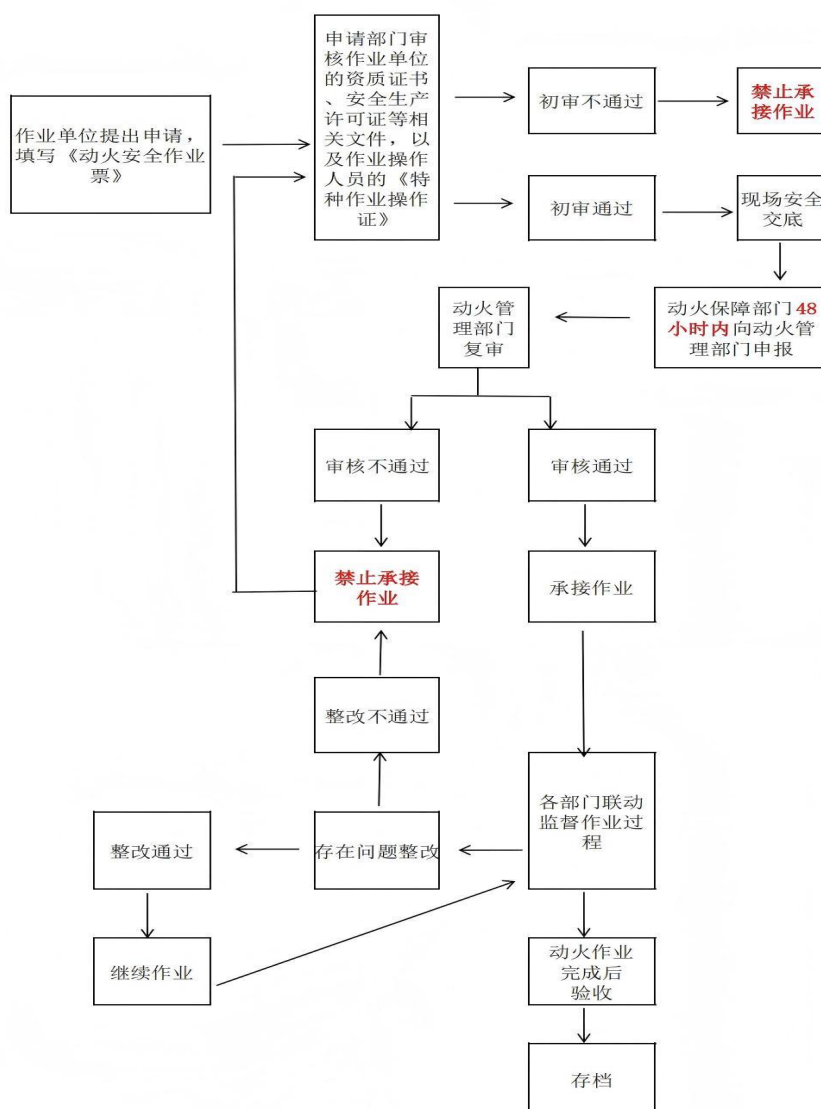 作业单位提出申请，
填写《动火安全作业
票》
申请部门审
核作业单位
的资质证书
、安全生产
许可证等相
关文件，以
及作业操作
人员的《特
种作业操作
证》
初审不通过
禁止承
接作业
初审通过
现场安全
交底
动火保障部门48
小时内向动火管
理部门申报
动火管
理部门
复审
审核不通过
审核通过
禁止承接
作业
承接作业
整改不通过
各部门联动
监督作业过
程
存在问题整改
整改通过
继续作业
动火作业
完成后
验收
存档